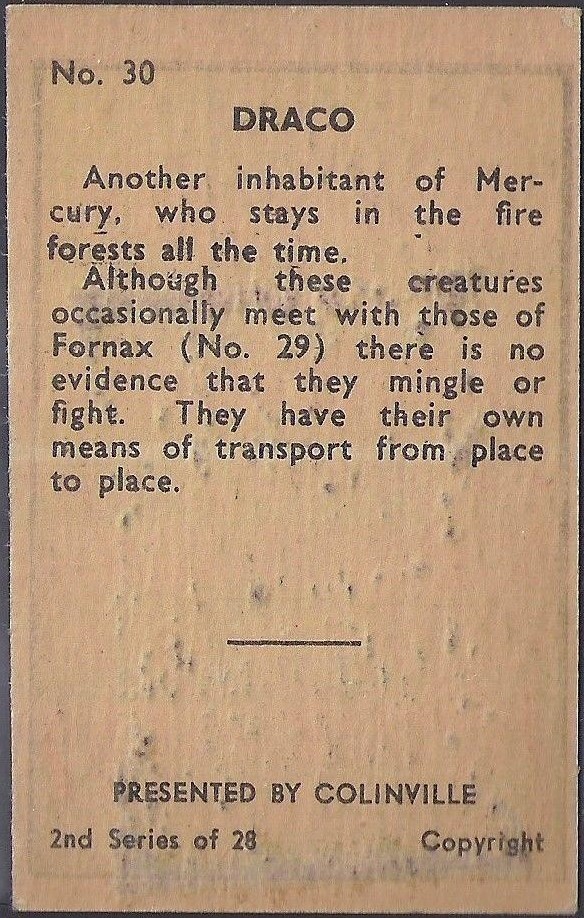 No. 30
DRACO
Another inhabitant of Mer-
cury, who stays in the fire
forests all the time.
Although these creatures
occasionally meet with those of
Fornax (No. 29) there is no
evidence that they mingle or
fight. They have their own
means of transport from place
to place.
PRESENTED BY COLINVILLE
2nd Series of 28 Copyright